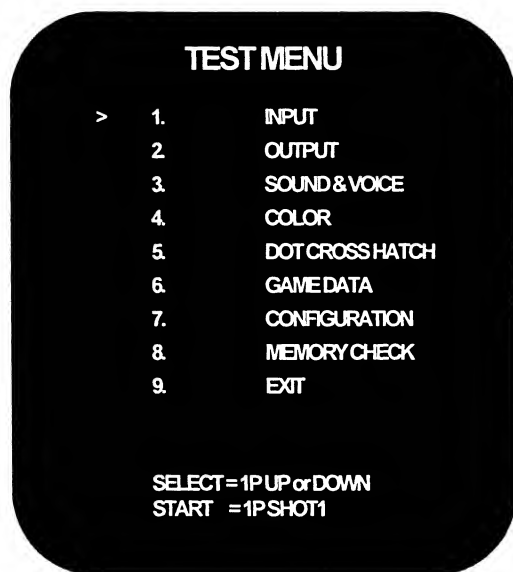 TEST MENU
> 1. INPUT
2. OUTPUT
3. SOUND & VOICE
4. COLOR
5. DOT CROSS HATCH
6. GAME DATA
7. CONFIGURATION
8. MEMORY CHECK
9. EXIT
SELECT = 1P UP or DOWN
START = 1P SHOT1